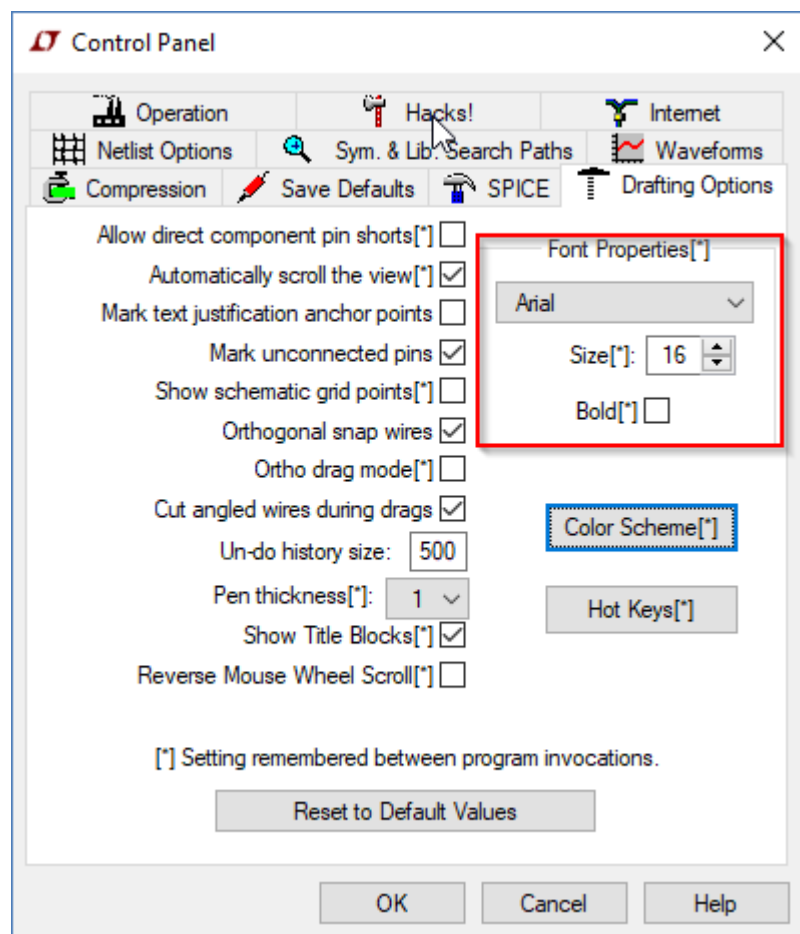 Control Panel
Operation
Hacks!
Internet
Netlist Options
Sym. & Lib. Search Paths
Waveforms
Compression
Save Defaults
SPICE
Drafting Options
Allow direct component pin shorts[*]
Automatically scroll the view[*]
Mark text justification anchor points
Mark unconnected pins
Show schematic grid points[*]
Orthogonal snap wires
Ortho drag mode[*]
Cut angled wires during drags
Un-do history size: 500
Pen thickness[*]: 1
Show Title Blocks[*]
Reverse Mouse Wheel Scroll[*]
Font Properties[*]
Arial
Size[*]: 16
Bold[*]
Color Scheme[*]
Hot Keys[*]
[*] Setting remembered between program invocations.
Reset to Default Values
OK
Cancel
Help